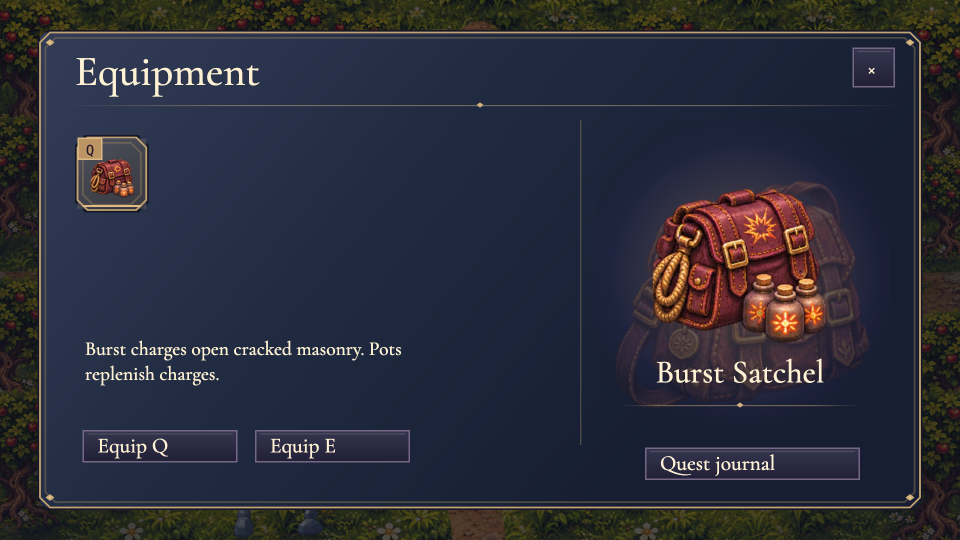 Equipment
×
Q
Burst charges open cracked masonry. Pots
replenish charges.
Burst Satchel
Equip Q
Equip E
Quest journal